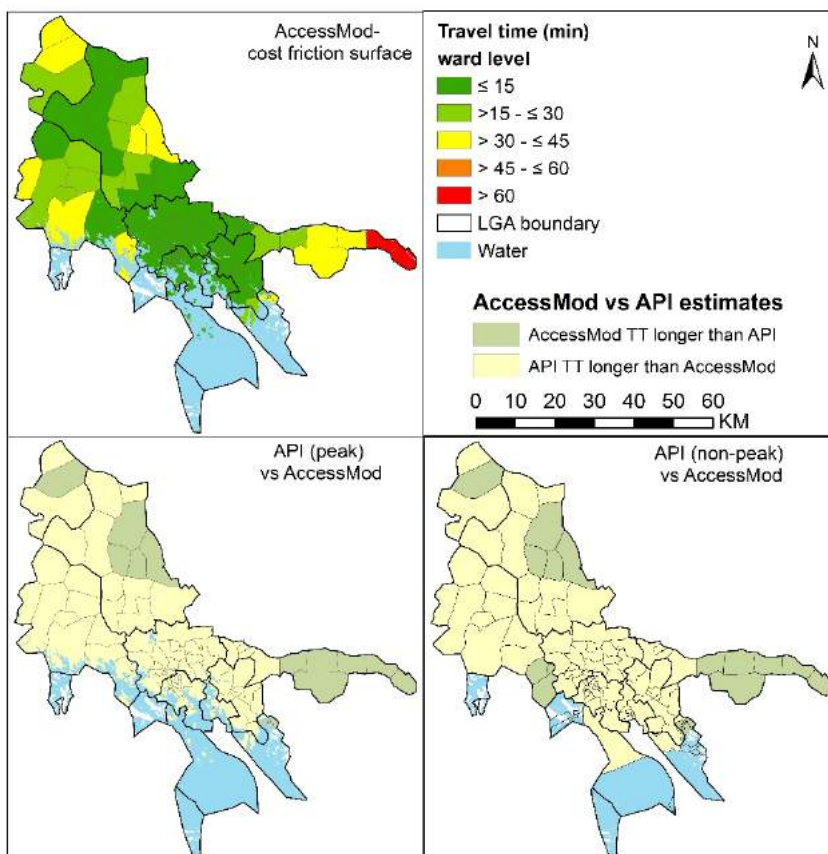 AccessMod-
cost friction surface
Travel time (min)
ward level
≤ 15
>15 - ≤ 30
> 30 - ≤ 45
> 45 - ≤ 60
> 60
LGA boundary
Water
N
AccessMod vs API estimates
AccessMod TT longer than API
API TT longer than AccessMod
0 10 20 30 40 50 60
KM
API (peak)
vs AccessMod
API (non-peak)
vs AccessMod